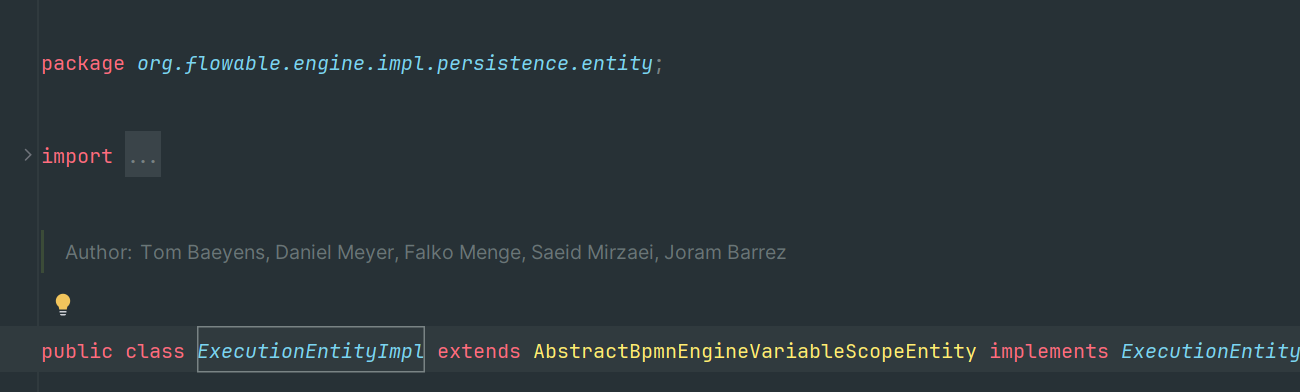 package org.flowable.engine.impl.persistence.entity;
import ...
Author: Tom Baeyens, Daniel Meyer, Falko Menge, Saeid Mirzaei, Joram Barrez
public class ExecutionEntityImpl extends AbstractBpmnEngineVariableScopeEntity implements ExecutionEntity